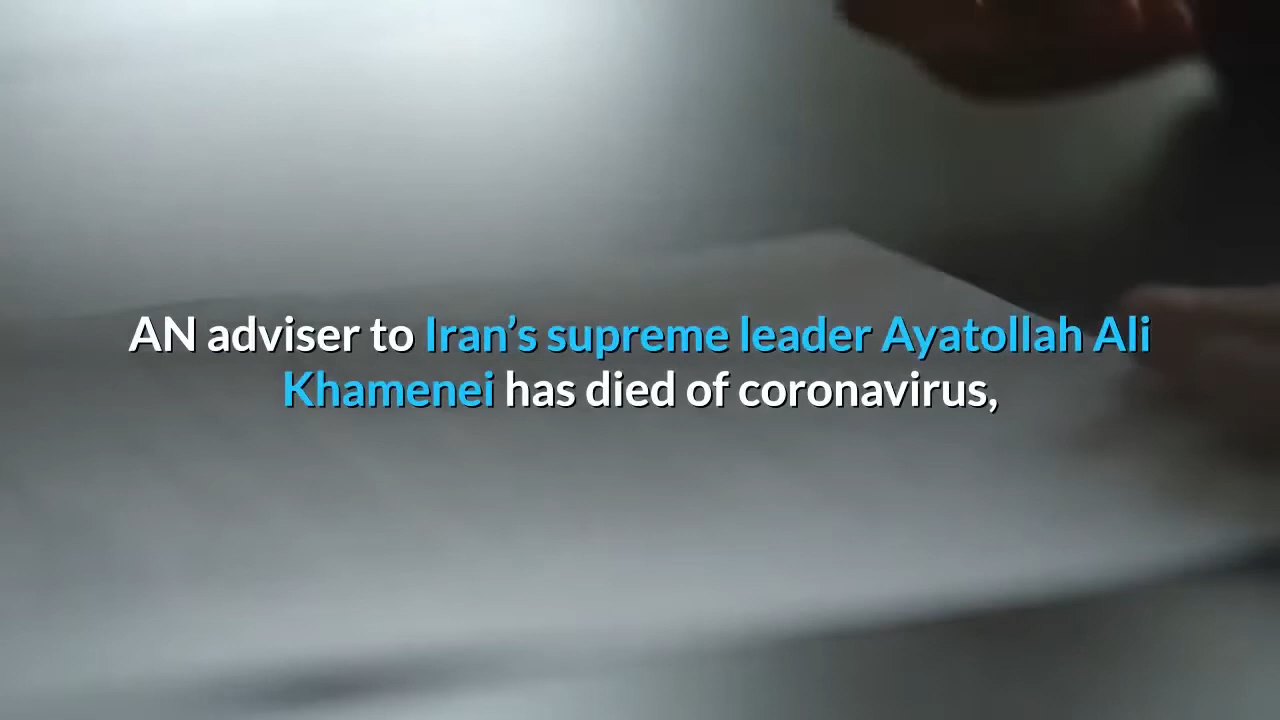 AN adviser to Iran’s supreme leader Ayatollah Ali
Khamenei has died of coronavirus,